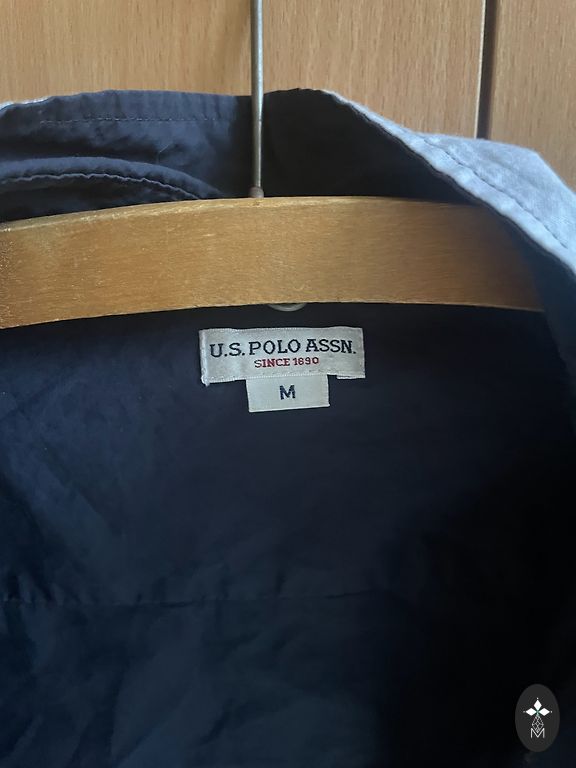 U.S. POLO ASSN.
SINCE 1890
M